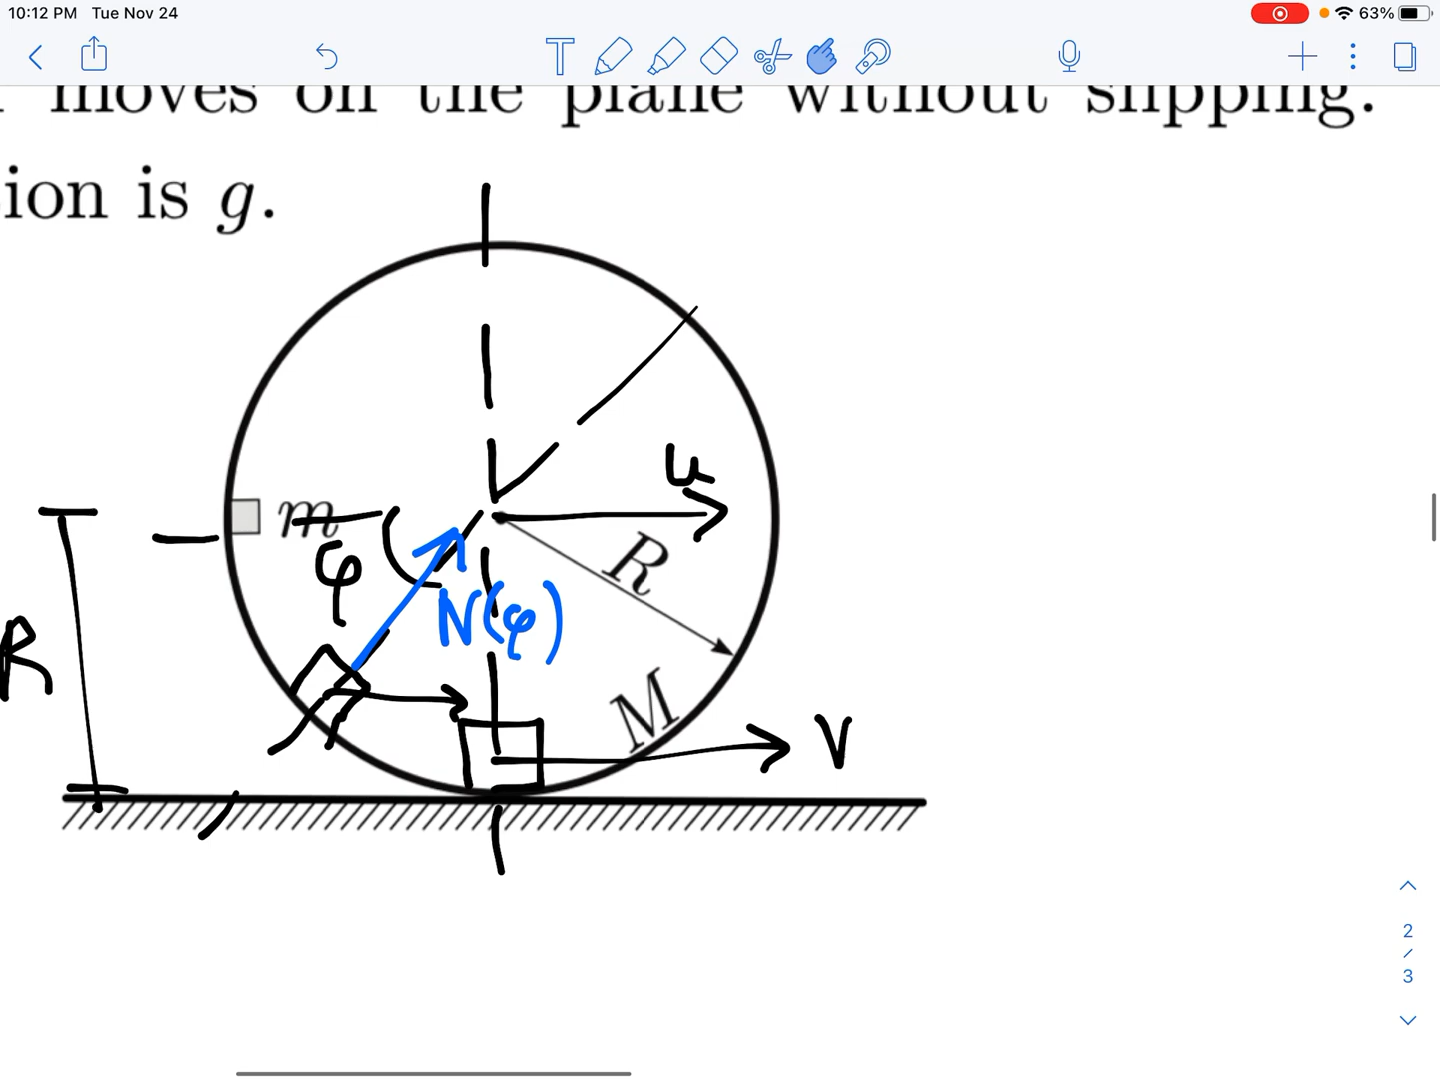 10:12 PM Tue Nov 24
63%
T
moves on the plane without slipping.
ion is g.
u
m
φ
R
N(φ)
R
M
V
2
/
3